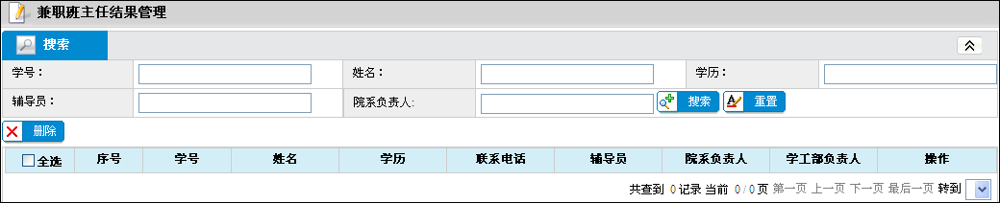 兼职班主任结果管理
搜索
学号： 姓名： 学历：
辅导员： 院系负责人: 搜索 重置
删除
全选 序号 学号 姓名 学历 联系电话 辅导员 院系负责人 学工部负责人 操作
共查到 0记录 当前 0/0页 第一页 上一页 下一页 最后一页 转到